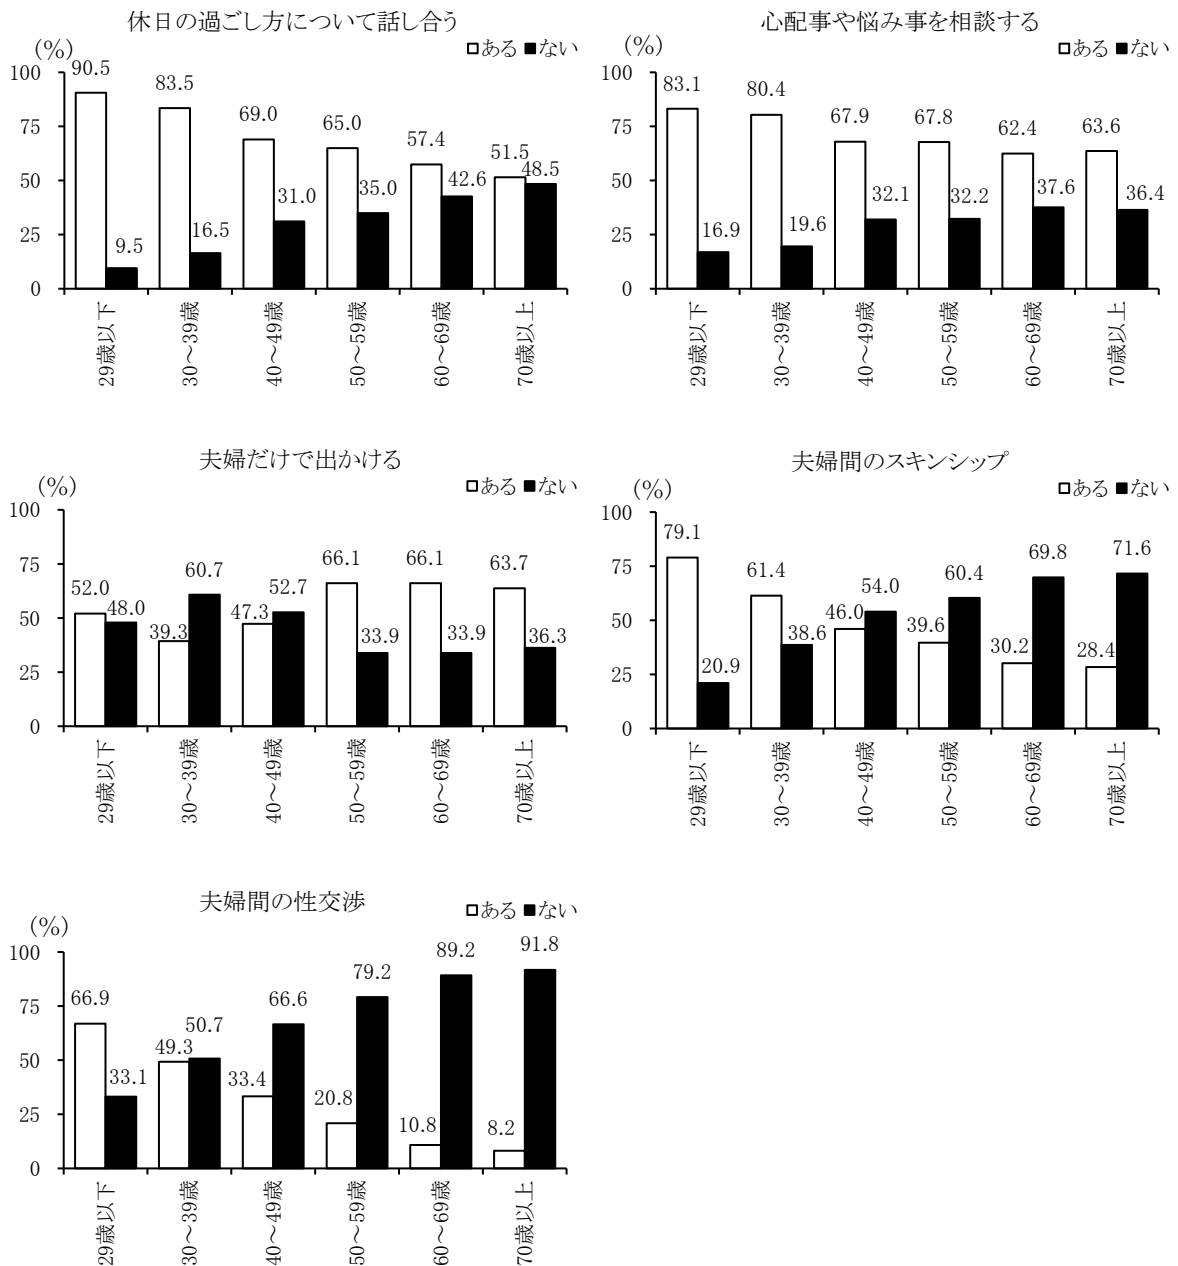 休日の過ごし方について話し合う
(%)
□ある ■ない
100
75
50
25
0
90.5
83.5
69.0
65.0
57.4
51.5
9.5
16.5
31.0
35.0
42.6
48.5
29歳以下
30～39歳
40～49歳
50～59歳
60～69歳
70歳以上
心配事や悩み事を相談する
(%)
□ある ■ない
100
75
50
25
0
83.1
80.4
67.9
67.8
62.4
63.6
16.9
19.6
32.1
32.2
37.6
36.4
29歳以下
30～39歳
40～49歳
50～59歳
60～69歳
70歳以上
夫婦だけで出かける
(%)
□ある ■ない
100
75
50
25
0
52.0
39.3
47.3
66.1
66.1
63.7
48.0
60.7
52.7
33.9
33.9
36.3
29歳以下
30～39歳
40～49歳
50～59歳
60～69歳
70歳以上
夫婦間のスキンシップ
(%)
□ある ■ない
100
75
50
25
0
79.1
61.4
46.0
39.6
30.2
28.4
20.9
38.6
54.0
60.4
69.8
71.6
29歳以下
30～39歳
40～49歳
50～59歳
60～69歳
70歳以上
夫婦間の性交渉
(%)
□ある ■ない
100
75
50
25
0
66.9
49.3
33.4
20.8
10.8
8.2
33.1
50.7
66.6
79.2
89.2
91.8
29歳以下
30～39歳
40～49歳
50～59歳
60～69歳
70歳以上